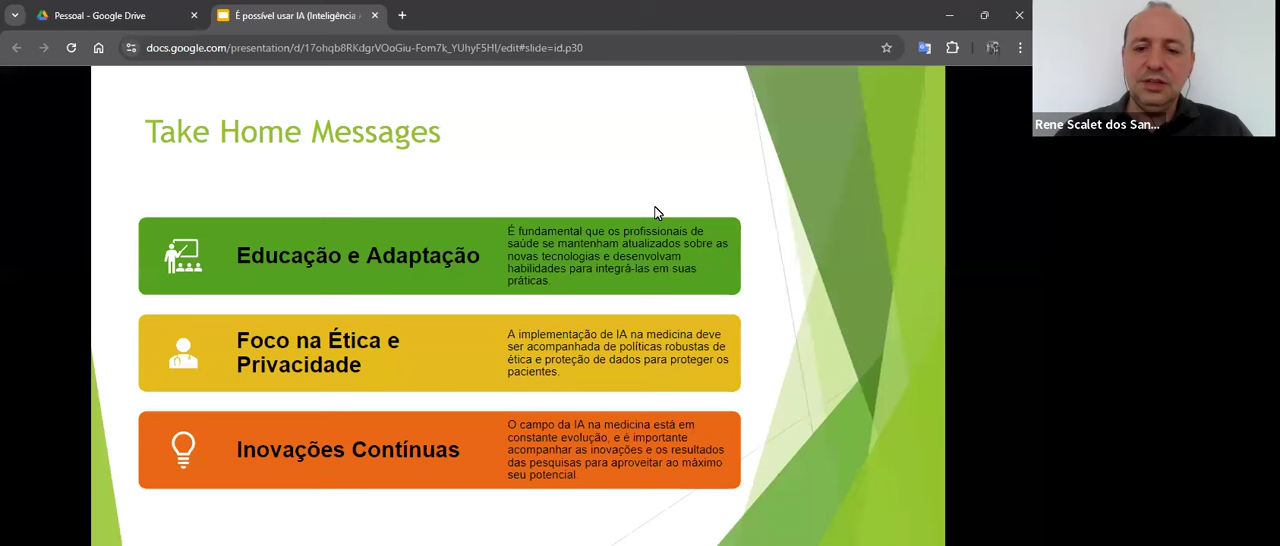 Pessoal - Google Drive
É possível usar IA (Inteligência
docs.google.com/presentation/d/17ohqb8RKdgrVOoGiu-Fom7k_YUhyF5HI/edit#slide=id.p30
Rene Scalet dos San...
Take Home Messages
Educação e Adaptação
É fundamental que os profissionais de
saúde se mantenham atualizados sobre as
novas tecnologias e desenvolvam
habilidades para integrá-las em suas
práticas.
Foco na Ética e
Privacidade
A implementação de IA na medicina deve
ser acompanhada de políticas robustas de
ética e proteção de dados para proteger os
pacientes.
Inovações Contínuas
O campo da IA na medicina está em
constante evolução, e é importante
acompanhar as inovações e os resultados
das pesquisas para aproveitar ao máximo
seu potencial.